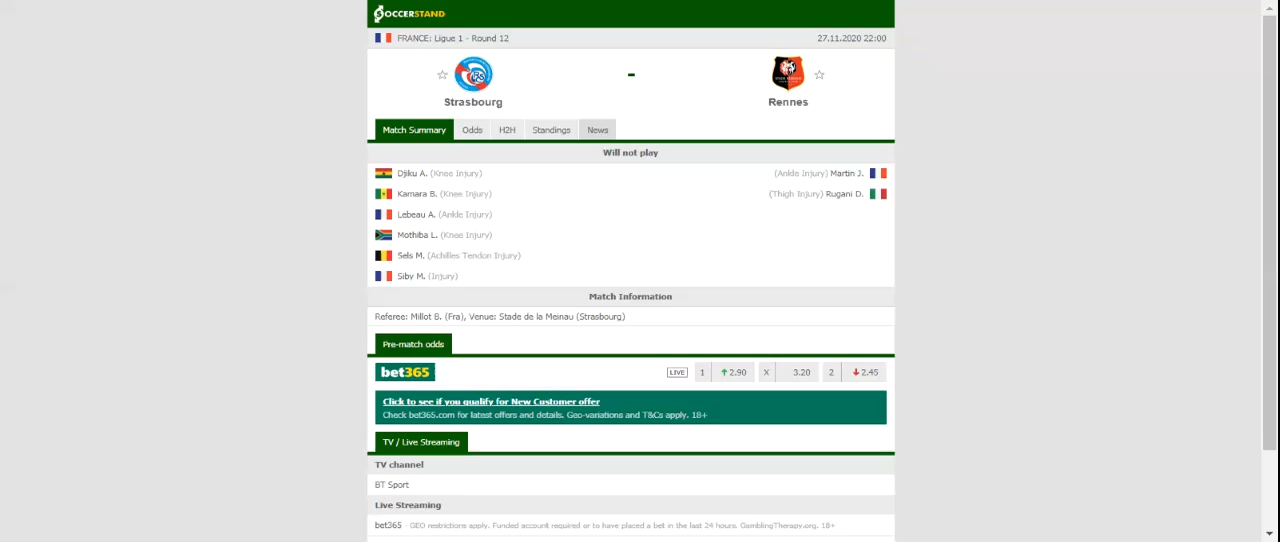 SOCCERSTAND
FRANCE: Ligue 1 - Round 12 27.11.2020 22:00
-
Strasbourg Rennes
Match Summary Odds H2H Standings News
Will not play
Djiku A. (Knee Injury) (Ankle Injury) Martin J.
Kamara B. (Knee Injury) (Thigh Injury) Rugani D.
Lebeau A. (Ankle Injury)
Mothiba L. (Knee Injury)
Sels M. (Achilles Tendon Injury)
Siby M. (Injury)
Match Information
Referee: Millot B. (Fra), Venue: Stade de la Meinau (Strasbourg)
Pre-match odds
bet365 LIVE 1 2.90 X 3.20 2 2.45
Click to see if you qualify for New Customer offer
Check bet365.com for latest offers and details. Geo-variations and T&Cs apply. 18+
TV / Live Streaming
TV channel
BT Sport
Live Streaming
bet365 - GEO restrictions apply. Funded account required or to have placed a bet in the last 24 hours. GamblingTherapy.org. 18+